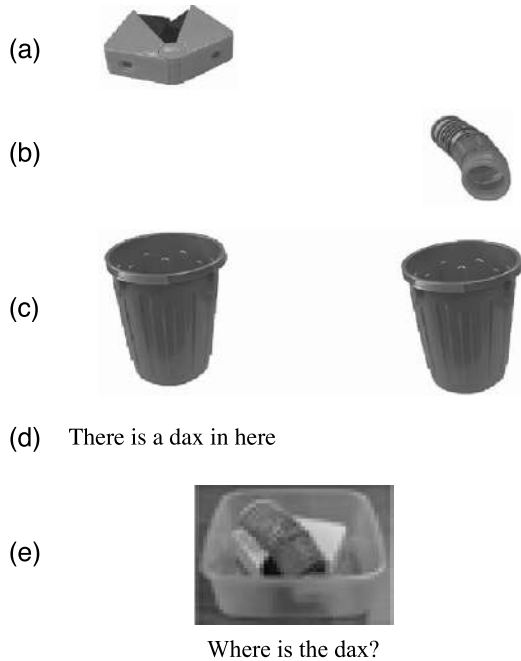 (a)
(b)
(c)
(d) There is a dax in here
(e)
Where is the dax?